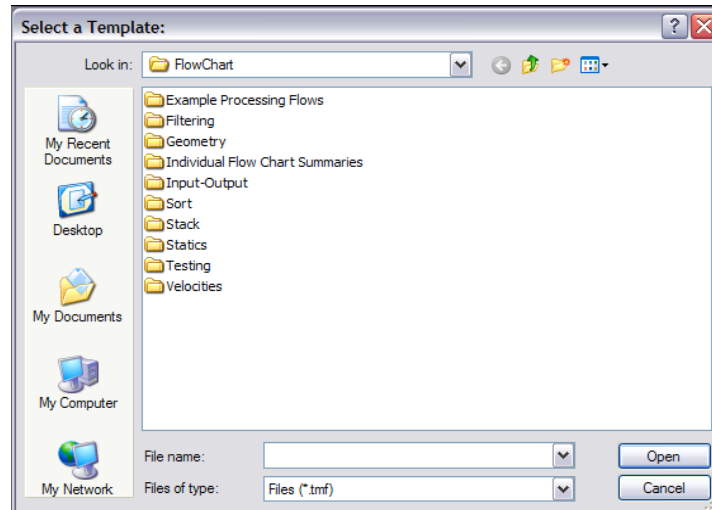 Select a Template:
Look in:
FlowChart
My Recent
Documents
Desktop
My Documents
My Computer
My Network
Example Processing Flows
Filtering
Geometry
Individual Flow Chart Summaries
Input-Output
Sort
Stack
Statics
Testing
Velocities
File name:
Open
Files of type:
Files (*.tmf)
Cancel